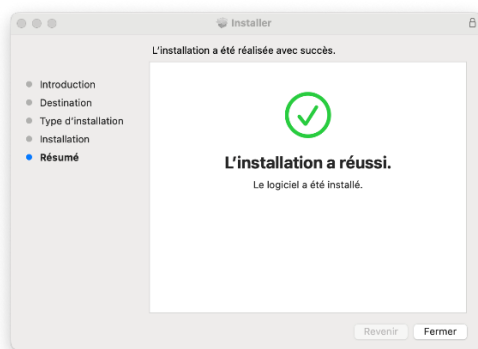 Installer
L'installation a été réalisée avec succès.
Introduction
Destination
Type d'installation
Installation
Résumé
L'installation a réussi.
Le logiciel a été installé.
Revenir
Fermer